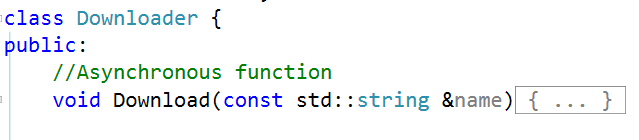 class Downloader {
public:
    //Asynchronous function
    void Download(const std::string &name){ ... }